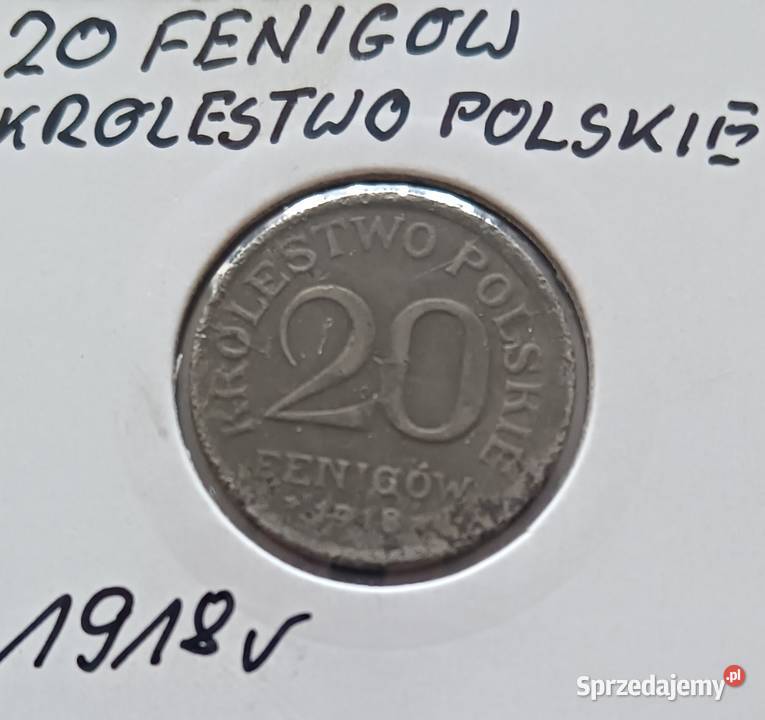 20 FENIGOW
KROLESTWO POLSKIE
KRÓLESTWO POLSKIE
20
FENIGÓW
1918
1918r
Sprzedajemy.pl